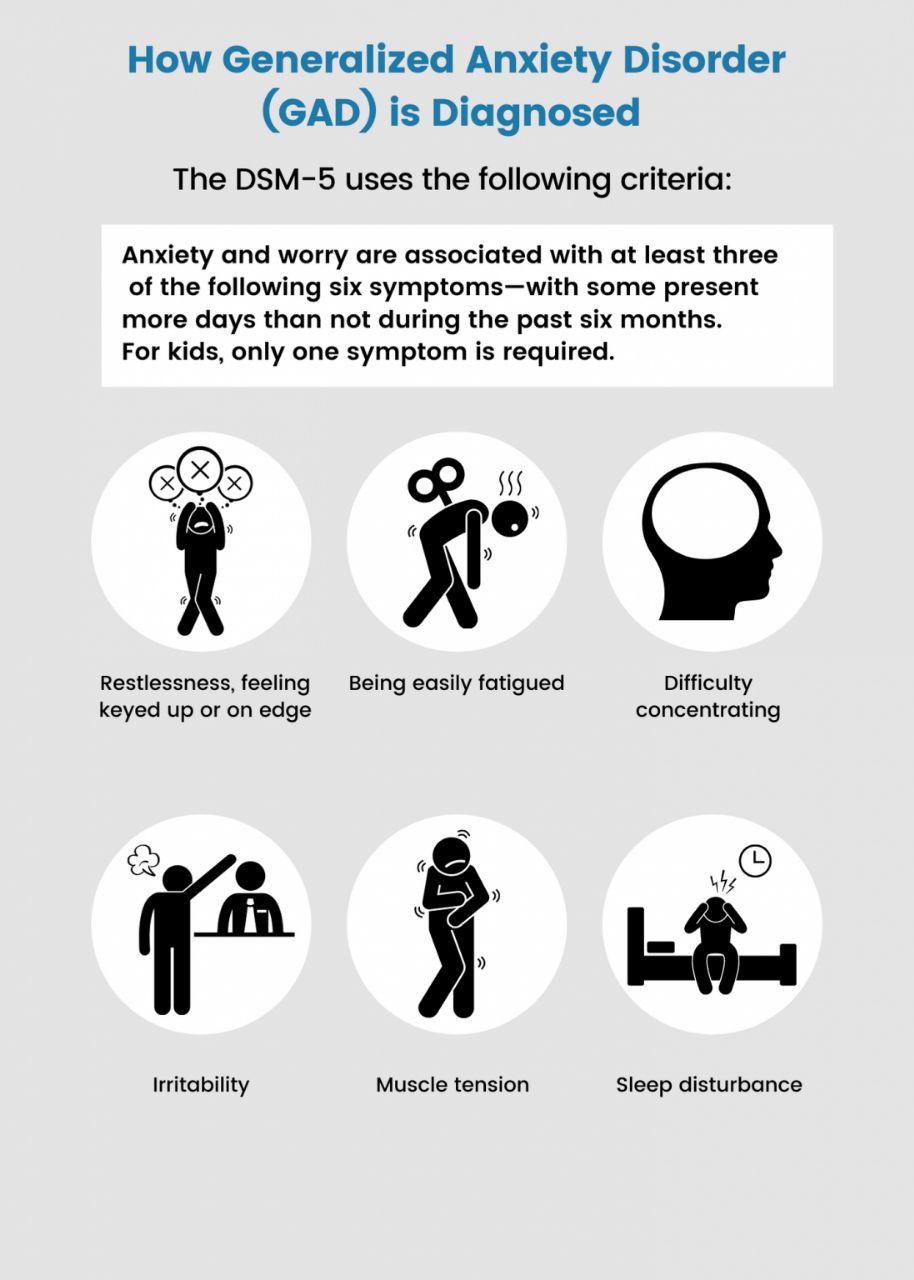 How Generalized Anxiety Disorder
(GAD) is Diagnosed
The DSM-5 uses the following criteria:
Anxiety and worry are associated with at least three
of the following six symptoms—with some present
more days than not during the past six months.
For kids, only one symptom is required.
Restlessness, feeling
keyed up or on edge
Being easily fatigued
Difficulty
concentrating
Irritability
Muscle tension
Sleep disturbance